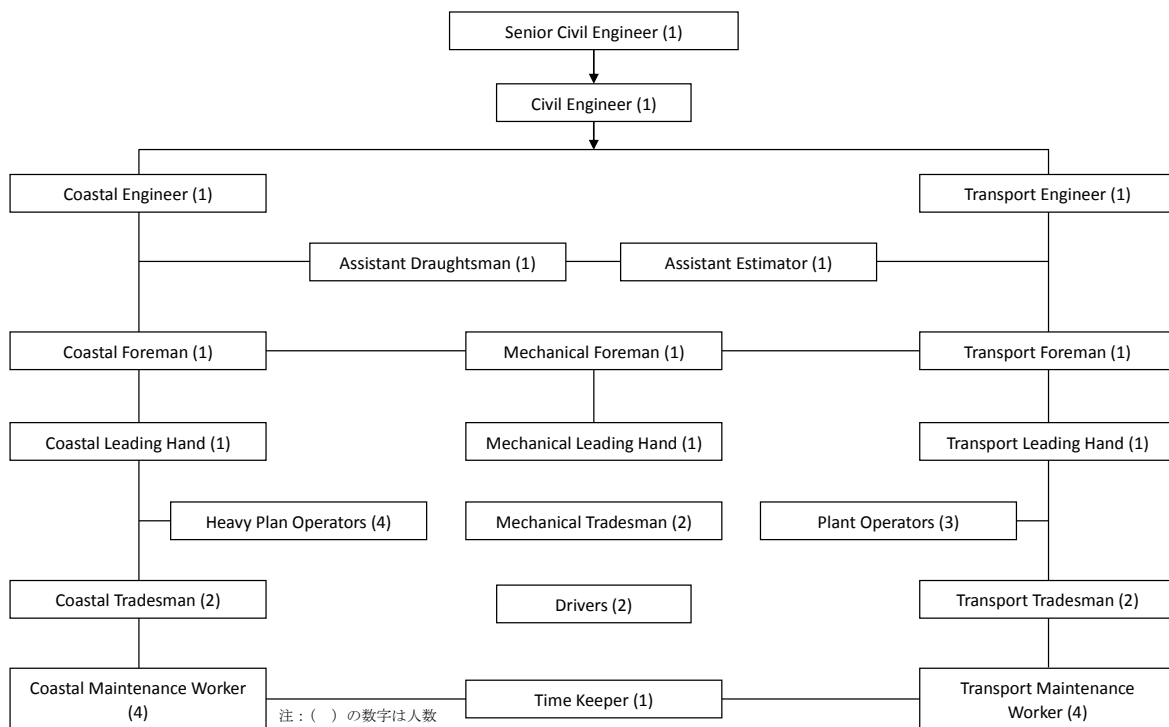 Senior Civil Engineer (1)
Civil Engineer (1)
Coastal Engineer (1)
Transport Engineer (1)
Assistant Draughtsman (1)
Assistant Estimator (1)
Coastal Foreman (1)
Mechanical Foreman (1)
Transport Foreman (1)
Coastal Leading Hand (1)
Mechanical Leading Hand (1)
Transport Leading Hand (1)
Heavy Plan Operators (4)
Mechanical Tradesman (2)
Plant Operators (3)
Coastal Tradesman (2)
Drivers (2)
Transport Tradesman (2)
Coastal Maintenance Worker
(4)
Time Keeper (1)
Transport Maintenance
Worker (4)
注：(　) の数字は人数